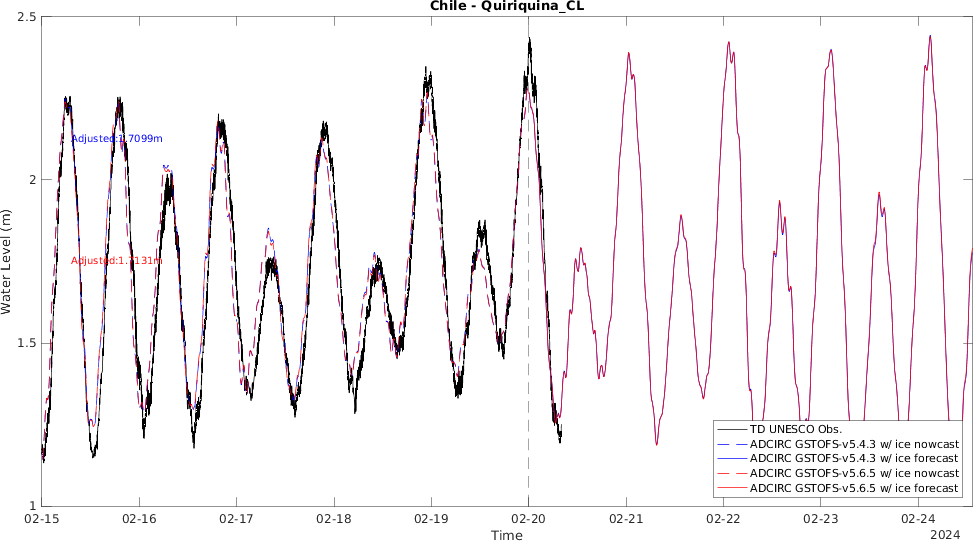 Chile - Quiriquina_CL
2.5
2
1.5
1
Water Level (m)
Adjusted:1.7099m
Adjusted:1.7131m
TD UNESCO Obs.
ADCIRC GSTOFS-v5.4.3 w/ ice nowcast
ADCIRC GSTOFS-v5.4.3 w/ ice forecast
ADCIRC GSTOFS-v5.6.5 w/ ice nowcast
ADCIRC GSTOFS-v5.6.5 w/ ice forecast
02-15 02-16 02-17 02-18 02-19 02-20 02-21 02-22 02-23 02-24
Time
2024